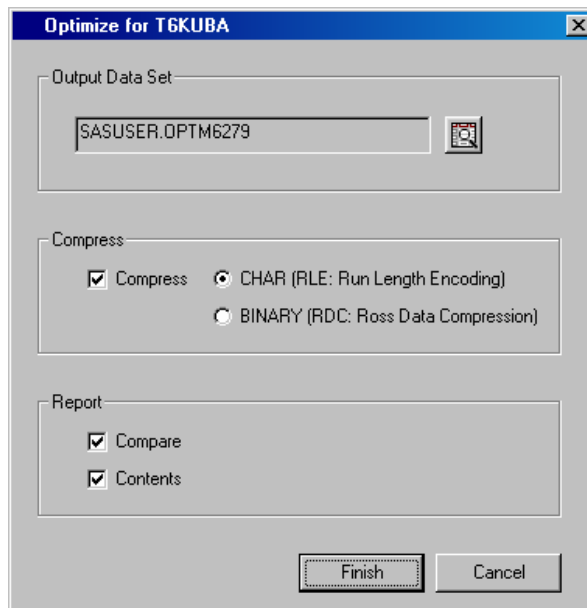 Optimize for T6KUBA
Output Data Set
SASUSER.OPTM6279
Compress
Compress
CHAR (RLE: Run Length Encoding)
BINARY (RDC: Ross Data Compression)
Report
Compare
Contents
Finish
Cancel